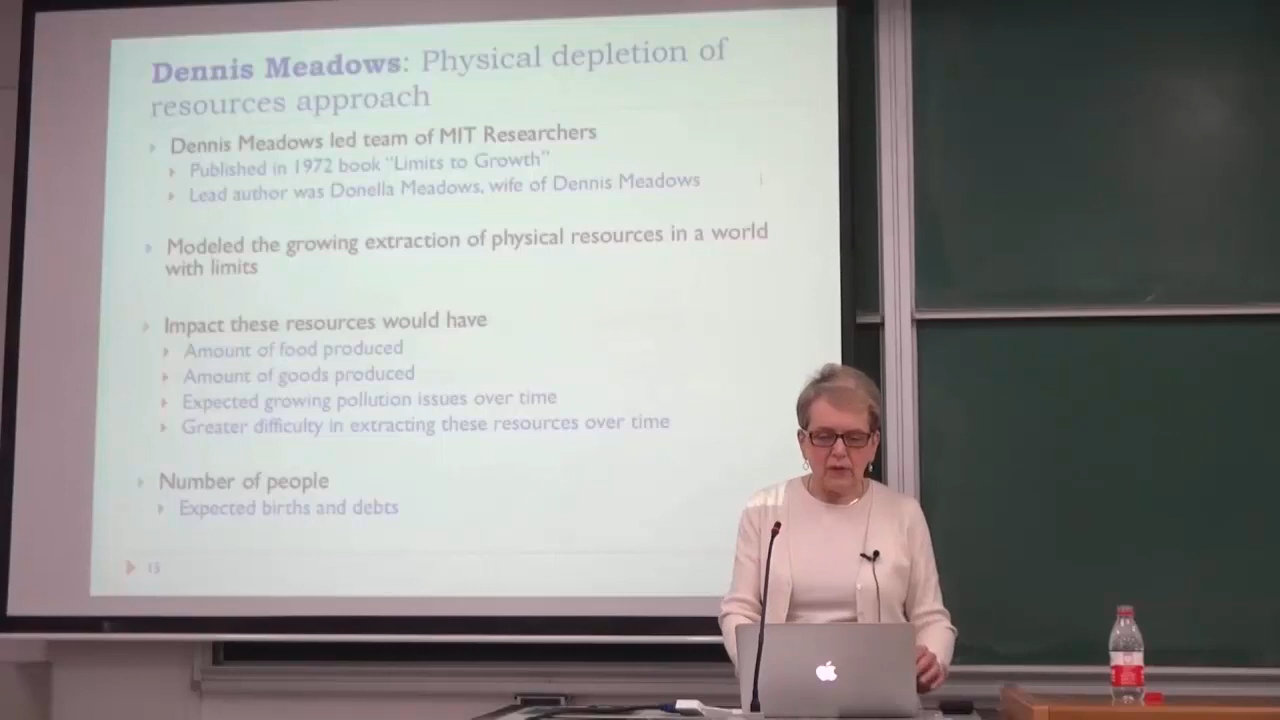 Dennis Meadows: Physical depletion of
resources approach
Dennis Meadows led team of MIT Researchers
Published in 1972 book "Limits to Growth"
Lead author was Donella Meadows, wife of Dennis Meadows
Modeled the growing extraction of physical resources in a world
with limits
Impact these resources would have
Amount of food produced
Amount of goods produced
Expected growing pollution issues over time
Greater difficulty in extracting these resources over time
Number of people
Expected births and debts
15